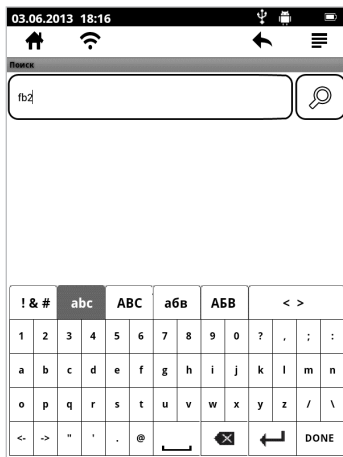 03.06.2013 18:16
Поиск
fb2
! & # abc ABC абв АБВ < >
1 2 3 4 5 6 7 8 9 0 ? , ; :
a b c d e f g h i j k l m n
o p q r s t u v w x y z / \
<- -> " ' . @ DONE